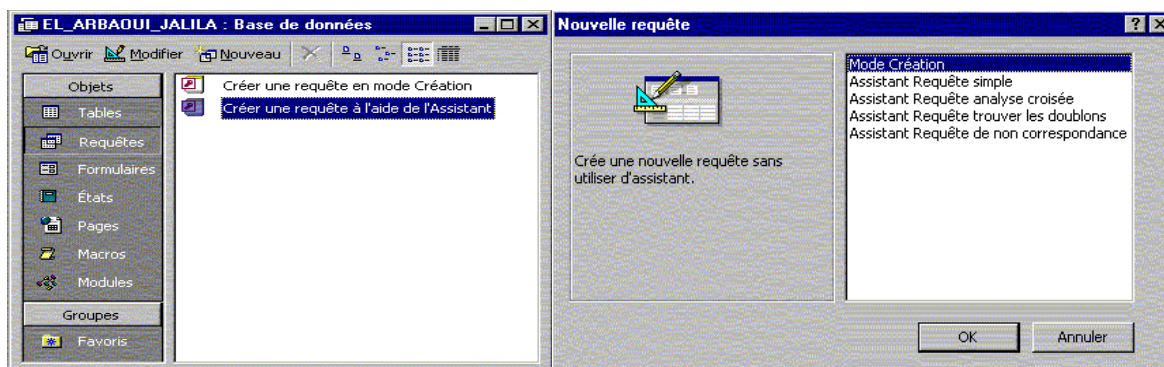 EL_ARBAOUI_JALILA : Base de données
Ouvrir Modifier Nouveau
Objets
Tables
Requêtes
Formulaires
États
Pages
Macros
Modules
Groupes
Favoris
Créer une requête en mode Création
Créer une requête à l'aide de l'Assistant
Nouvelle requête
Crée une nouvelle requête sans
utiliser d'assistant.
Mode Création
Assistant Requête simple
Assistant Requête analyse croisée
Assistant Requête trouver les doublons
Assistant Requête de non correspondance
OK Annuler